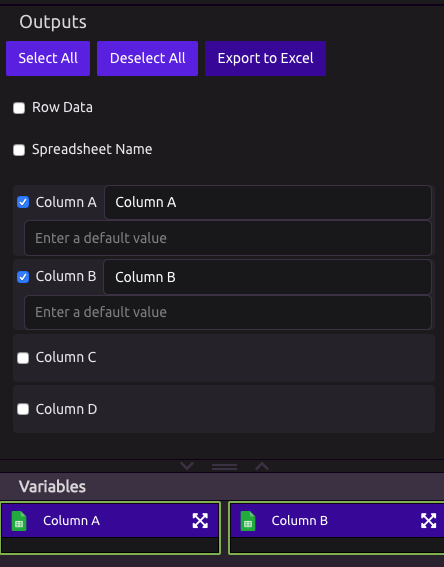 Outputs
Select All Deselect All Export to Excel
Row Data
Spreadsheet Name
Column A Column A
Enter a default value
Column B Column B
Enter a default value
Column C
Column D
Variables
Column A Column B